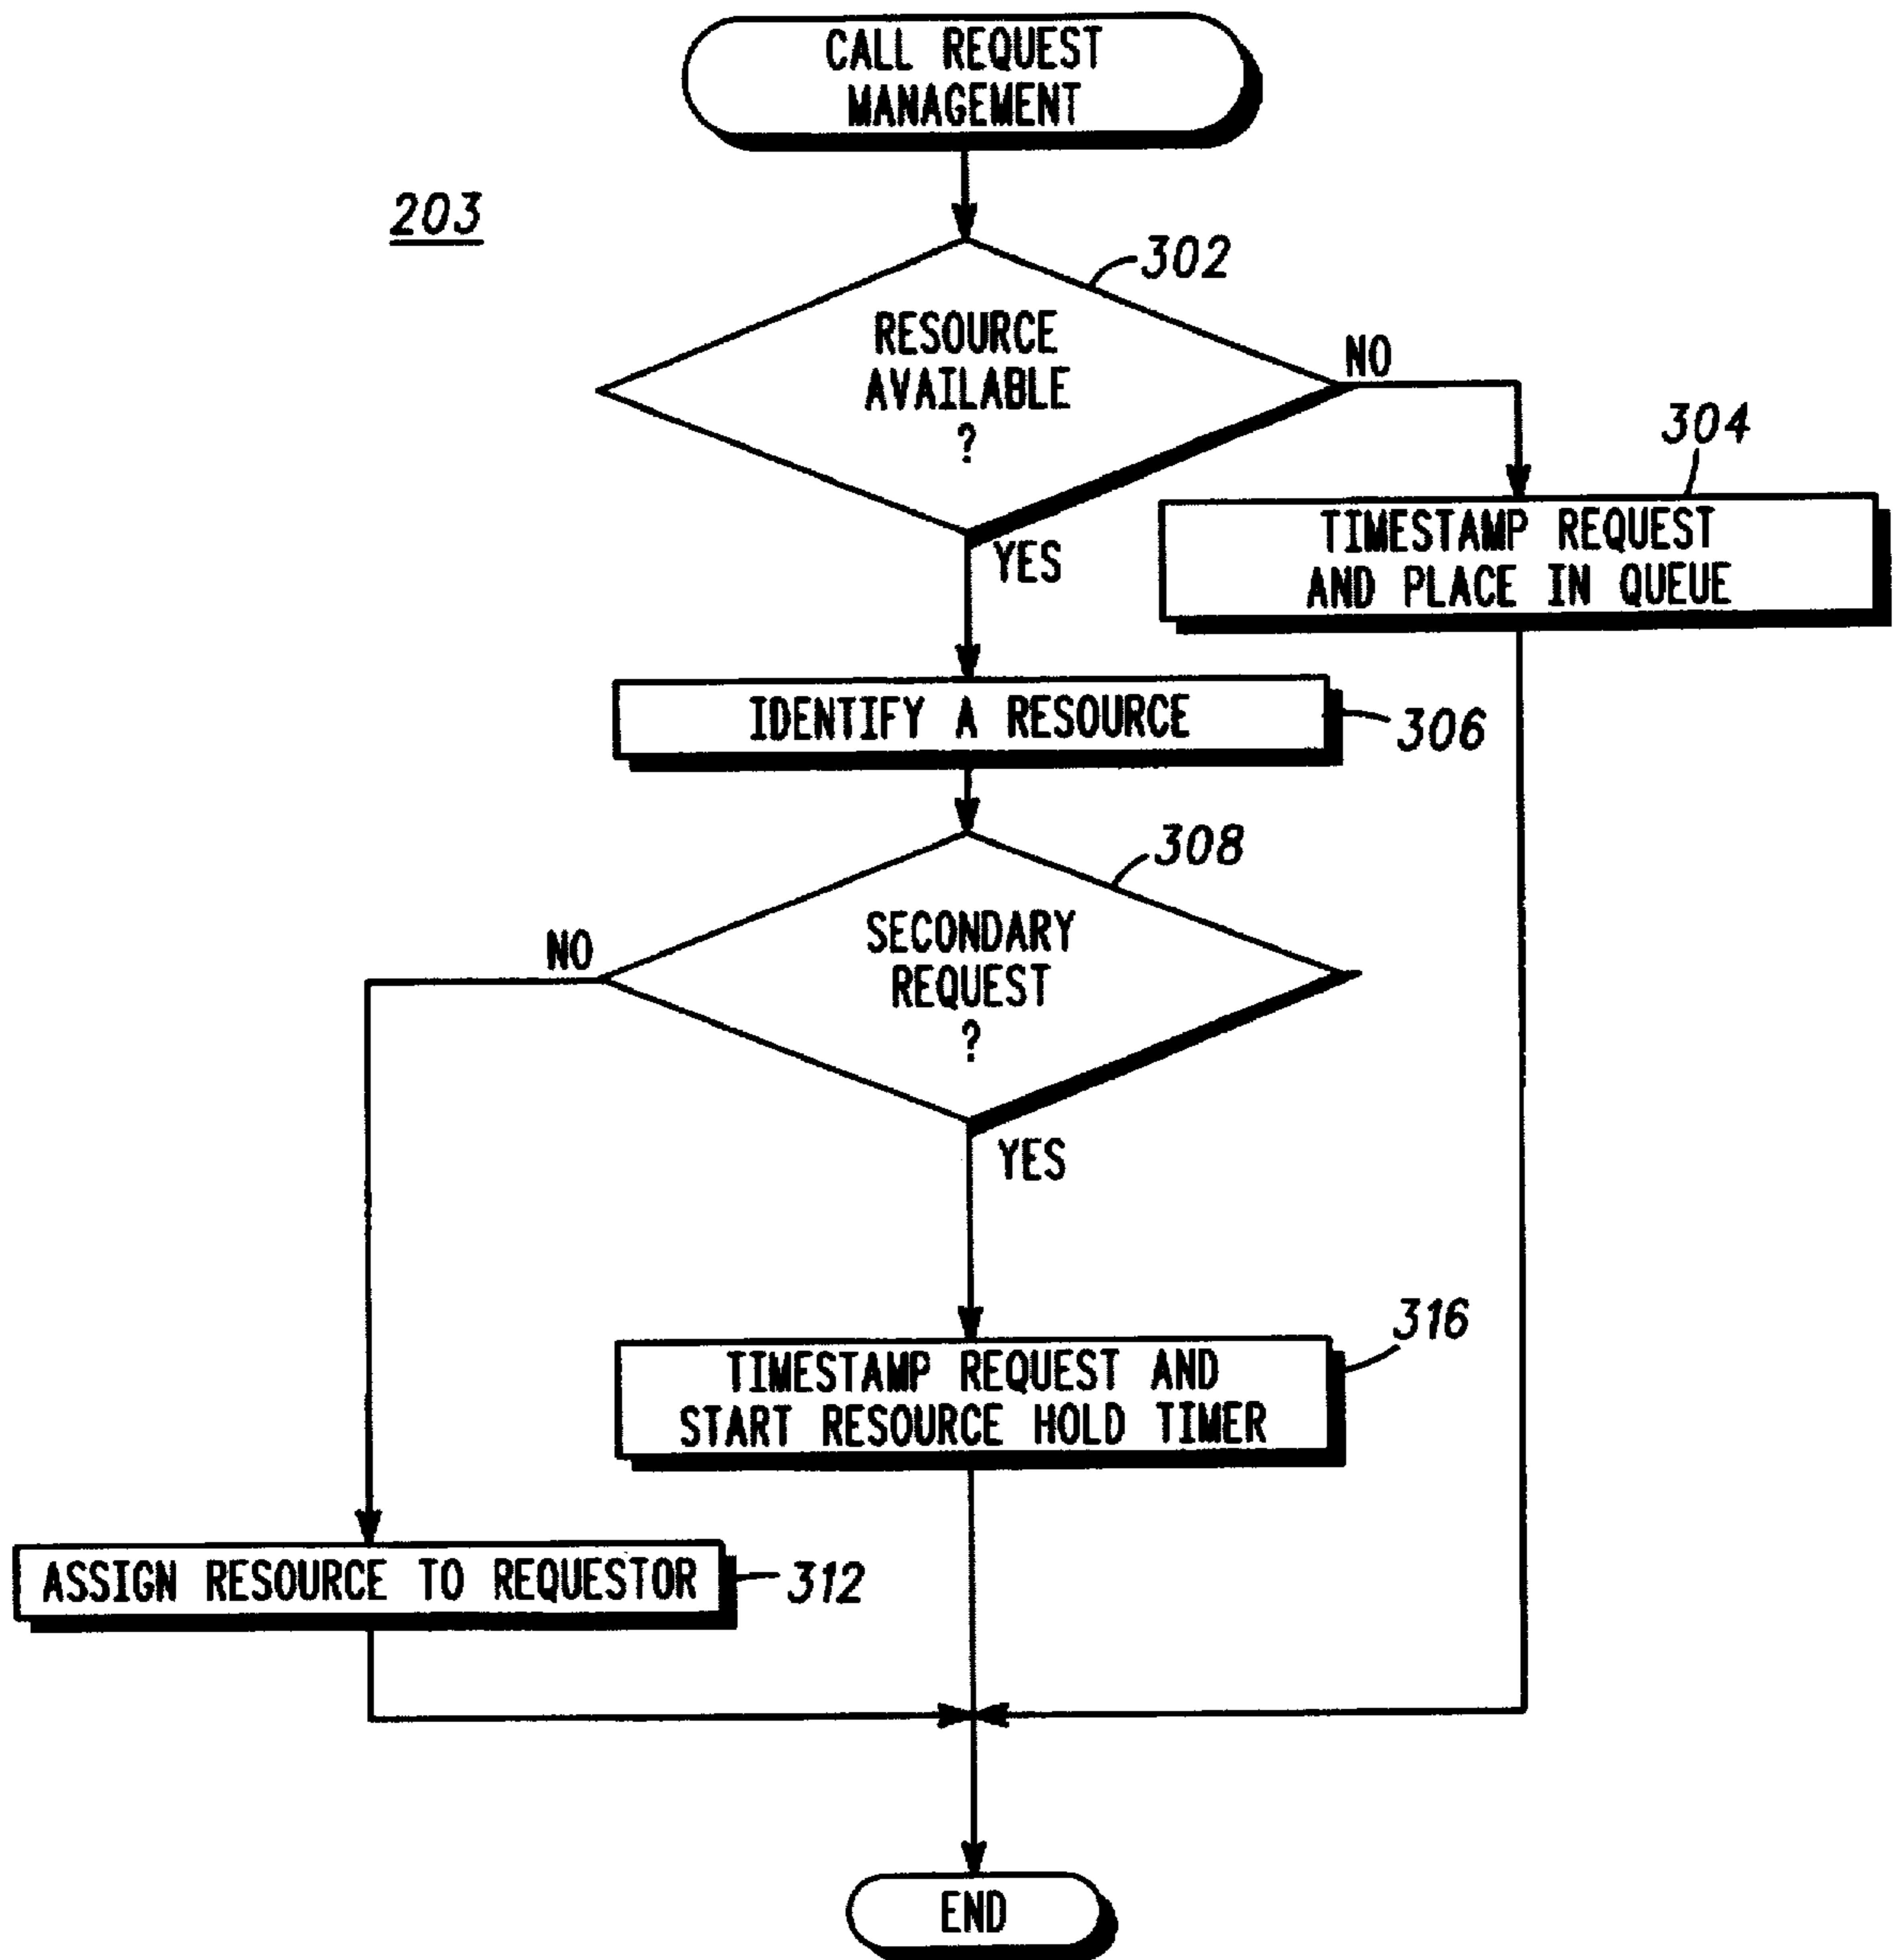 CALL REQUEST
MANAGEMENT
203
302
RESOURCE
AVAILABLE
?
NO
304
YES
TIMESTAMP REQUEST
AND PLACE IN QUEUE
IDENTIFY A RESOURCE
306
308
SECONDARY
REQUEST
?
NO
YES
316
TIMESTAMP REQUEST AND
START RESOURCE HOLD TIMER
ASSIGN RESOURCE TO REQUESTOR
312
END